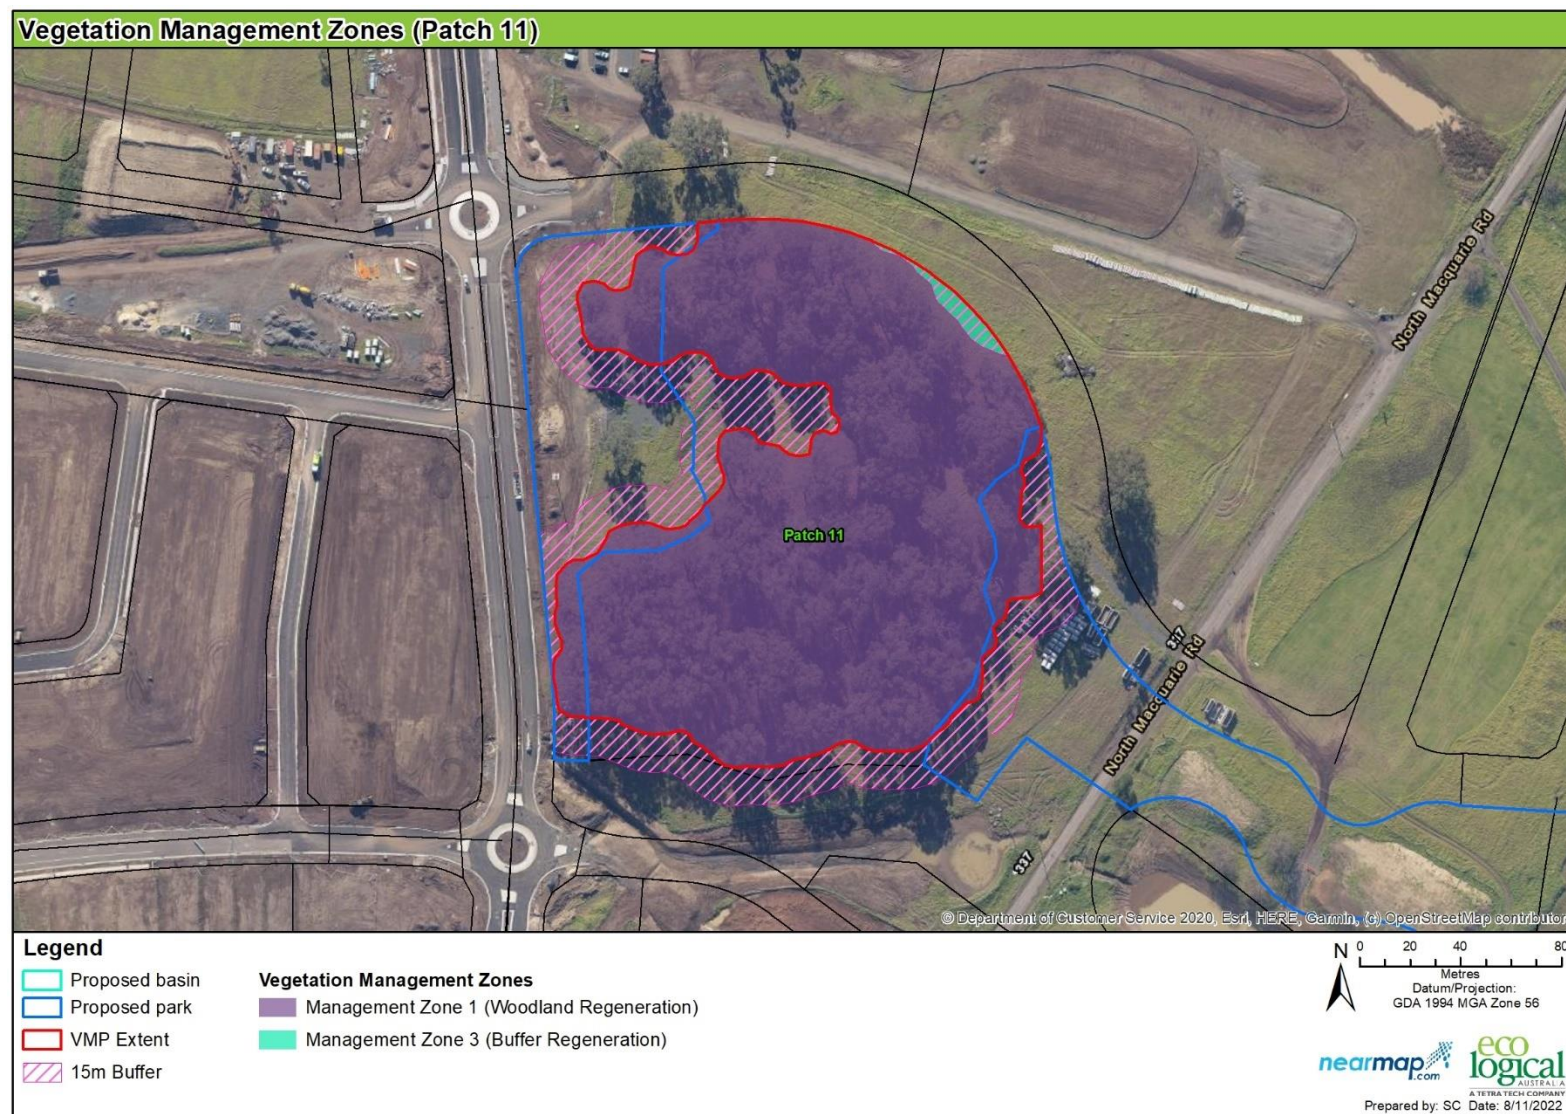 Vegetation Management Zones (Patch 11)
North Macquarie Rd
Patch 11
337
North Macquarie Rd
337
© Department of Customer Service 2020, Esri, HERE, Garmin, (c) OpenStreetMap contributor
Legend
Proposed basin
Proposed park
VMP Extent
15m Buffer
Vegetation Management Zones
Management Zone 1 (Woodland Regeneration)
Management Zone 3 (Buffer Regeneration)
N
0 20 40 80
Metres
Datum/Projection:
GDA 1994 MGA Zone 56
nearmap
.com
eco
logical
AUSTRALIA
A TETRA TECH COMPANY
Prepared by: SC Date: 8/11/2022